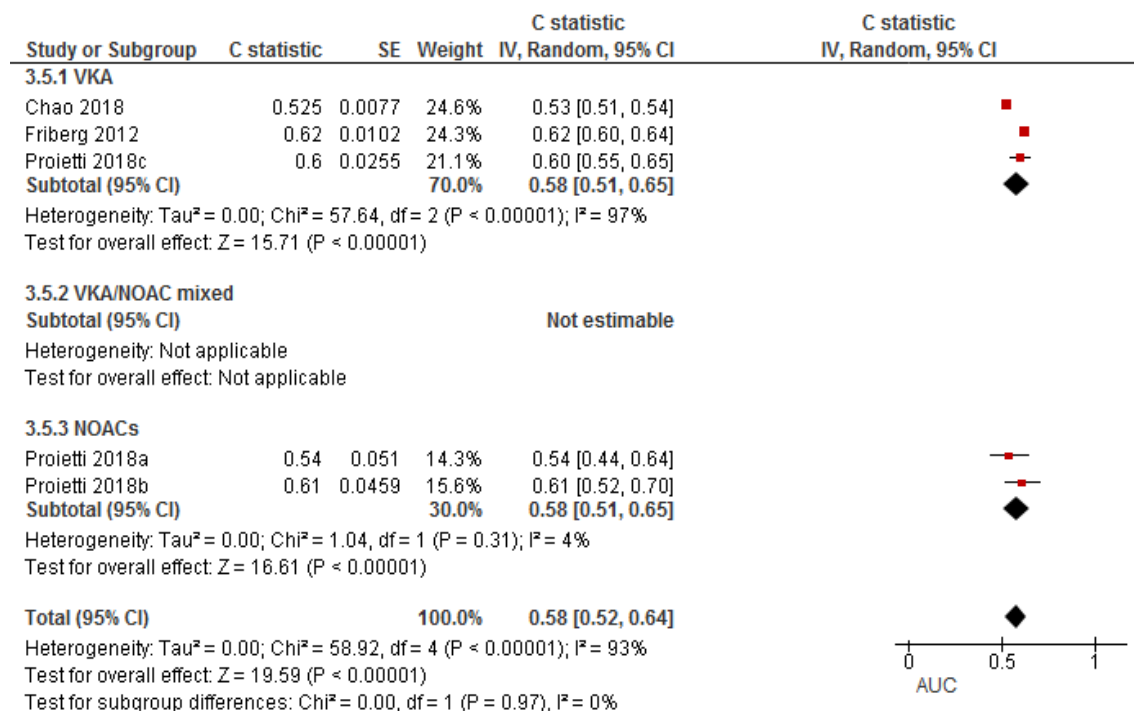 C statistic C statistic
Study or Subgroup C statistic SE Weight IV, Random, 95% CI IV, Random, 95% CI
3.5.1 VKA
Chao 2018 0.525 0.0077 24.6% 0.53 [0.51, 0.54]
Friberg 2012 0.62 0.0102 24.3% 0.62 [0.60, 0.64]
Proietti 2018c 0.6 0.0255 21.1% 0.60 [0.55, 0.65]
Subtotal (95% CI) 70.0% 0.58 [0.51, 0.65]
Heterogeneity: Tau² = 0.00; Chi² = 57.64, df = 2 (P < 0.00001); I² = 97%
Test for overall effect: Z = 15.71 (P < 0.00001)
3.5.2 VKA/NOAC mixed
Subtotal (95% CI) Not estimable
Heterogeneity: Not applicable
Test for overall effect: Not applicable
3.5.3 NOACs
Proietti 2018a 0.54 0.051 14.3% 0.54 [0.44, 0.64]
Proietti 2018b 0.61 0.0459 15.6% 0.61 [0.52, 0.70]
Subtotal (95% CI) 30.0% 0.58 [0.51, 0.65]
Heterogeneity: Tau² = 0.00; Chi² = 1.04, df = 1 (P = 0.31); I² = 4%
Test for overall effect: Z = 16.61 (P < 0.00001)
Total (95% CI) 100.0% 0.58 [0.52, 0.64]
Heterogeneity: Tau² = 0.00; Chi² = 58.92, df = 4 (P < 0.00001); I² = 93%
Test for overall effect: Z = 19.59 (P < 0.00001)
Test for subgroup differences: Chi² = 0.00, df = 1 (P = 0.97), I² = 0%
0 0.5 1
AUC